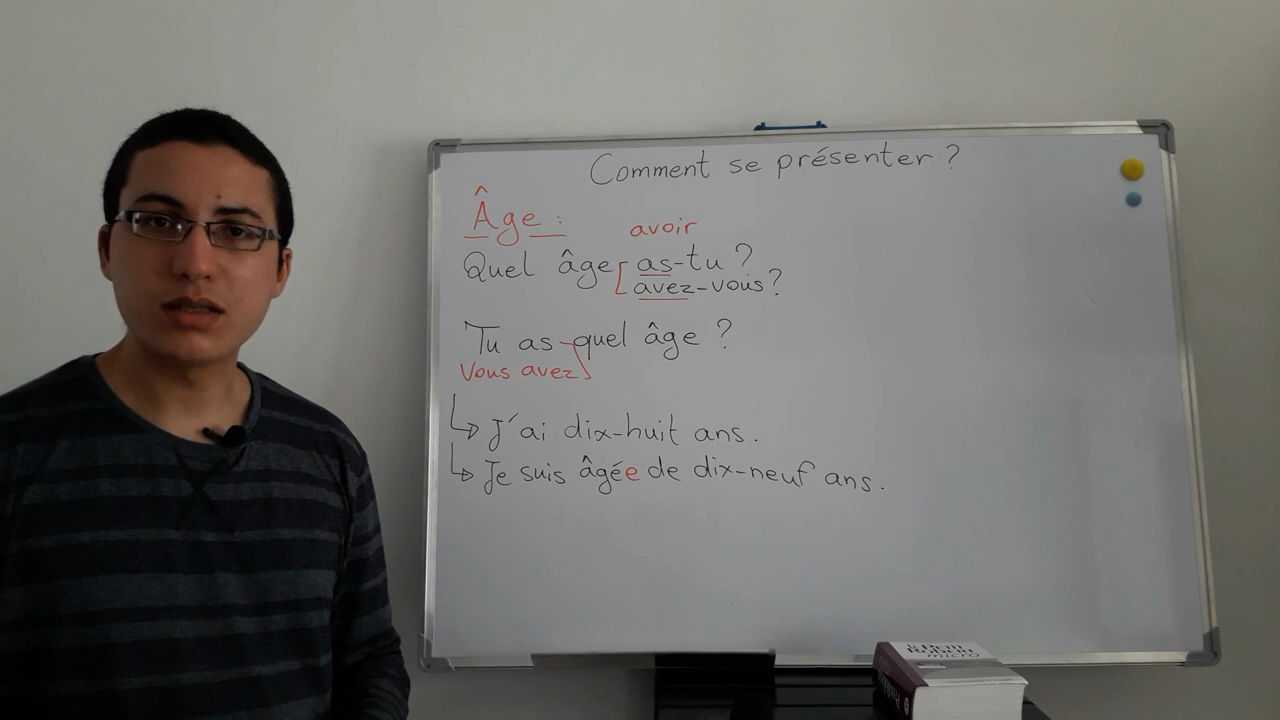 Comment se présenter ?
Âge :
avoir
Quel âge as-tu ?
avez-vous ?
Tu as quel âge ?
Vous avez
J'ai dix-huit ans.
Je suis âgée de dix-neuf ans.
micro